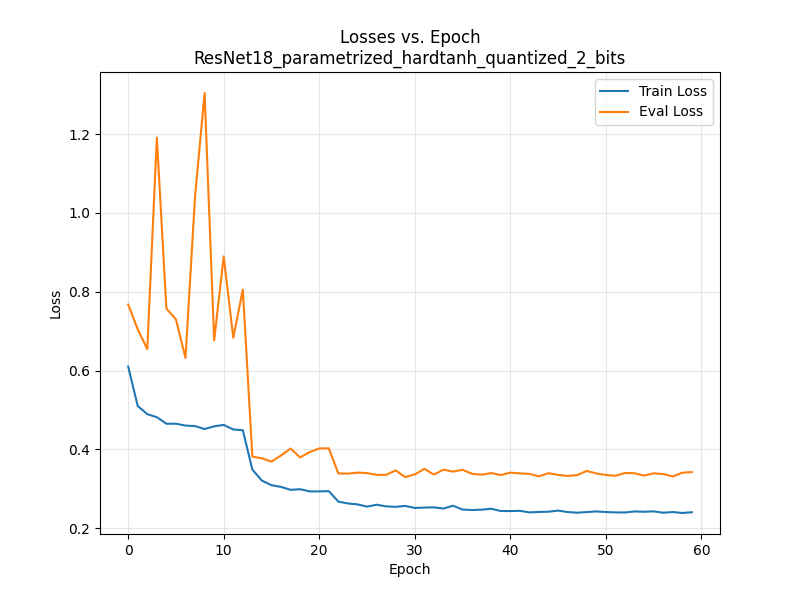 Losses vs. Epoch
ResNet18_parametrized_hardtanh_quantized_2_bits
Train Loss
Eval Loss
1.2
1.0
0.8
0.6
0.4
0.2
Loss
0 10 20 30 40 50 60
Epoch